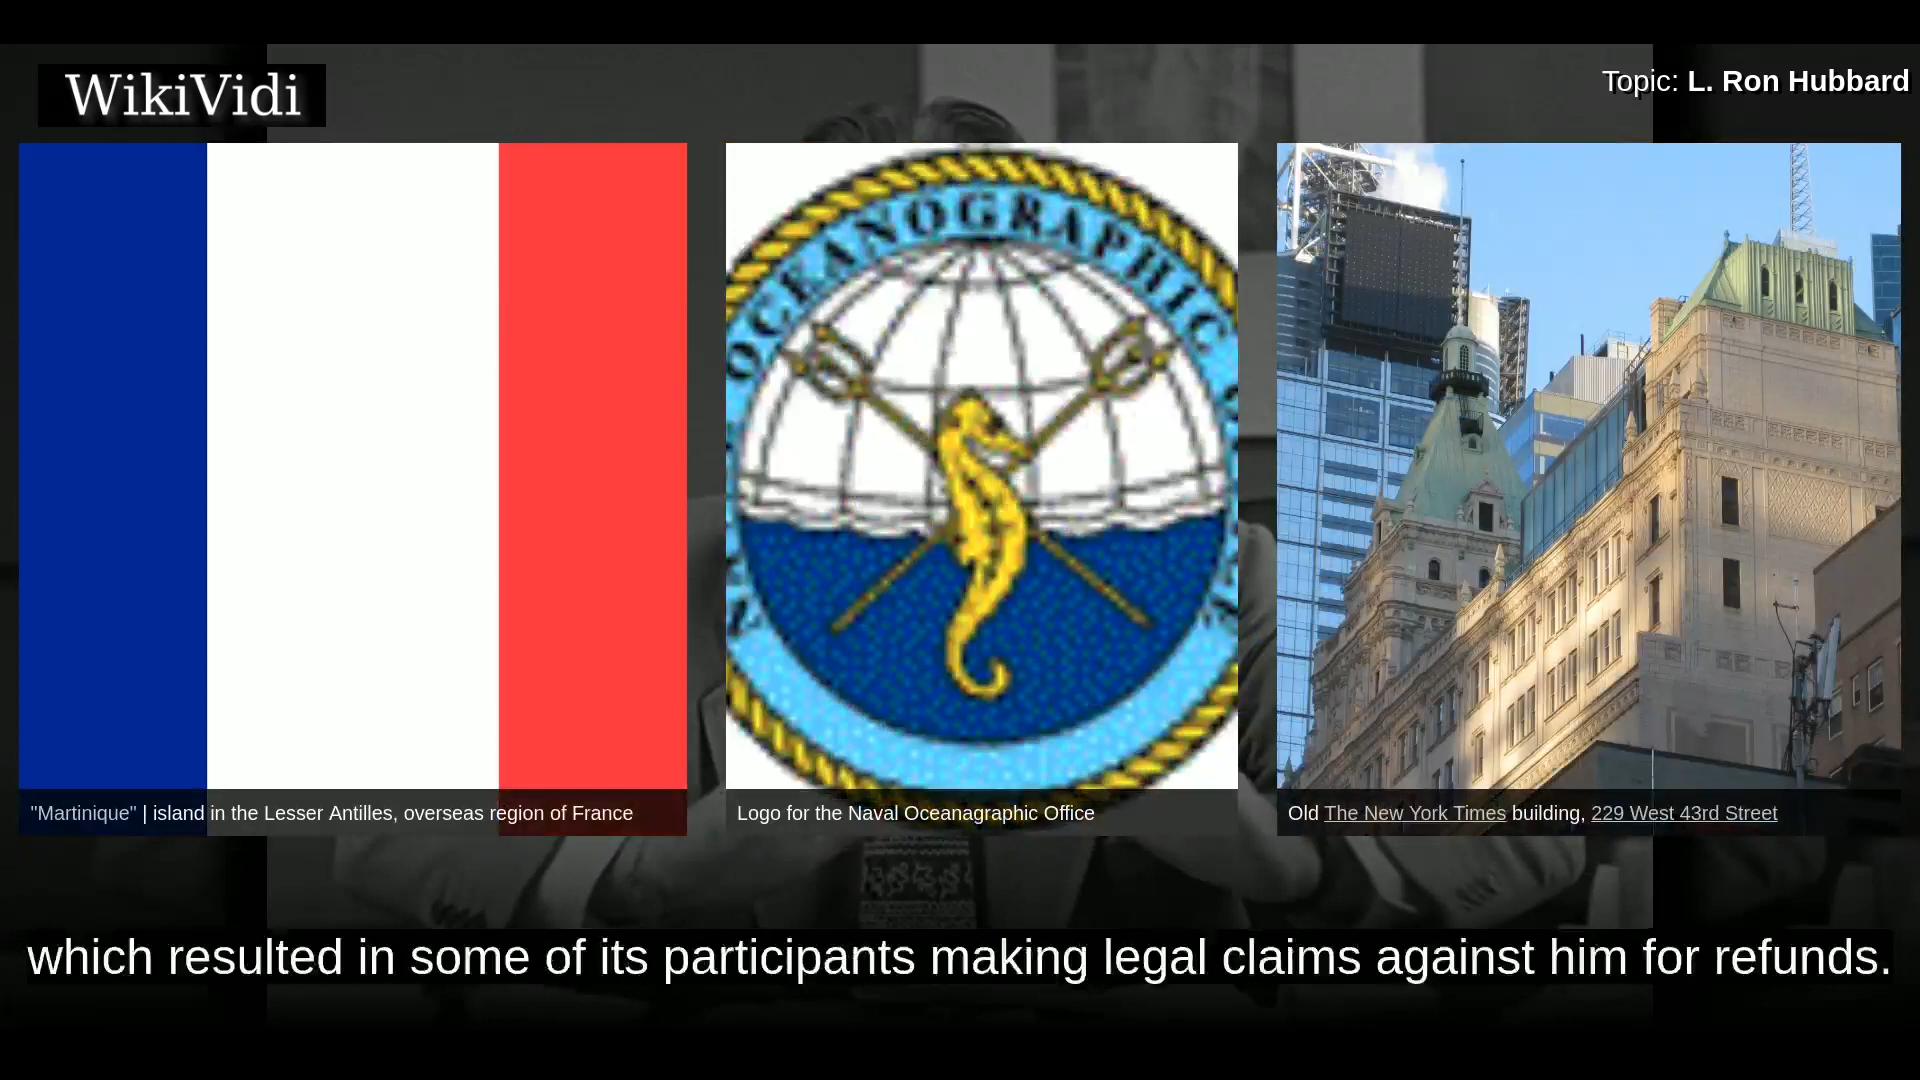 WikiVidi
Topic: L. Ron Hubbard
OCEANOGRAPHIC
"Martinique" | island in the Lesser Antilles, overseas region of France
Logo for the Naval Oceanagraphic Office
Old The New York Times building, 229 West 43rd Street
which resulted in some of its participants making legal claims against him for refunds.